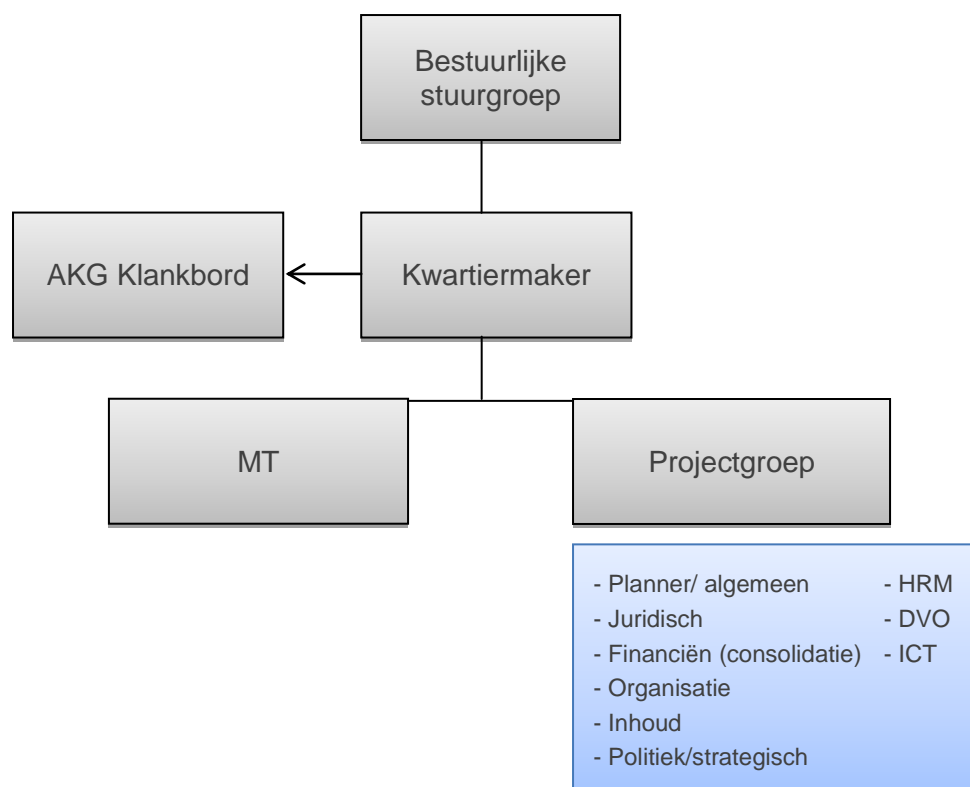 Bestuurlijke
stuurgroep
AKG Klankbord
Kwartiermaker
MT
Projectgroep
- Planner/ algemeen
- Juridisch
- Financiën (consolidatie)
- Organisatie
- Inhoud
- Politiek/strategisch
- HRM
- DVO
- ICT